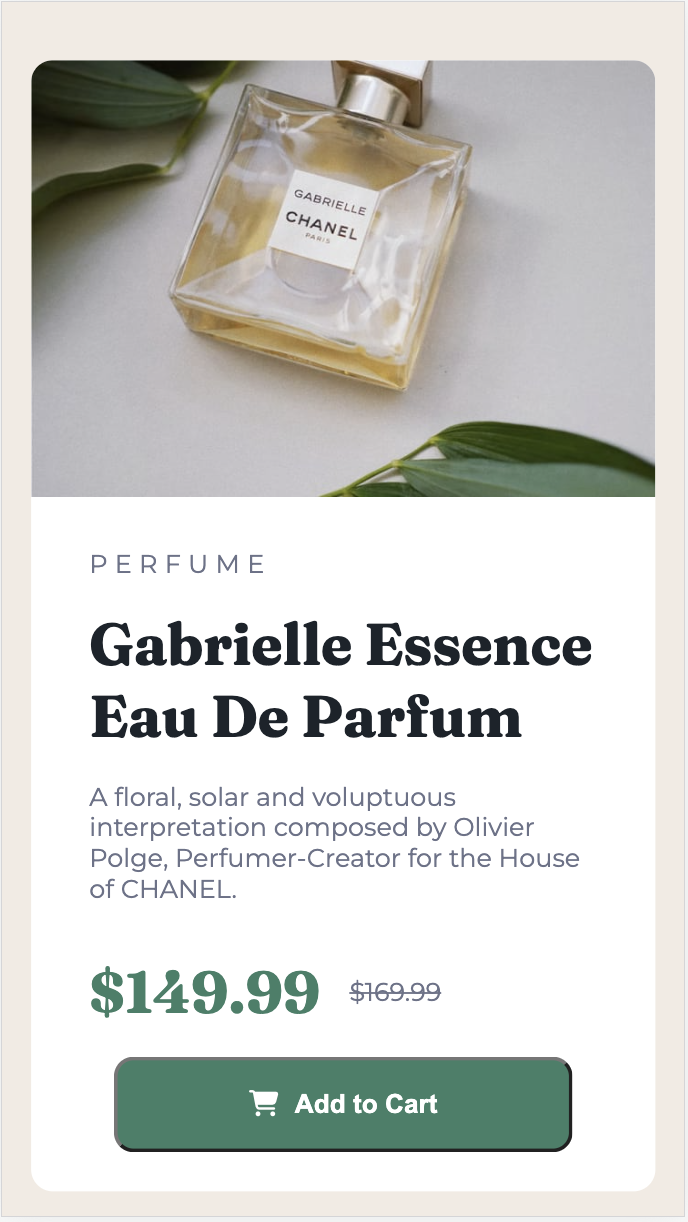 GABRIELLE
CHANEL
PARIS
PERFUME
Gabrielle Essence
Eau De Parfum
A floral, solar and voluptuous
interpretation composed by Olivier
Polge, Perfumer-Creator for the House
of CHANEL.
$149.99 $169.99
Add to Cart